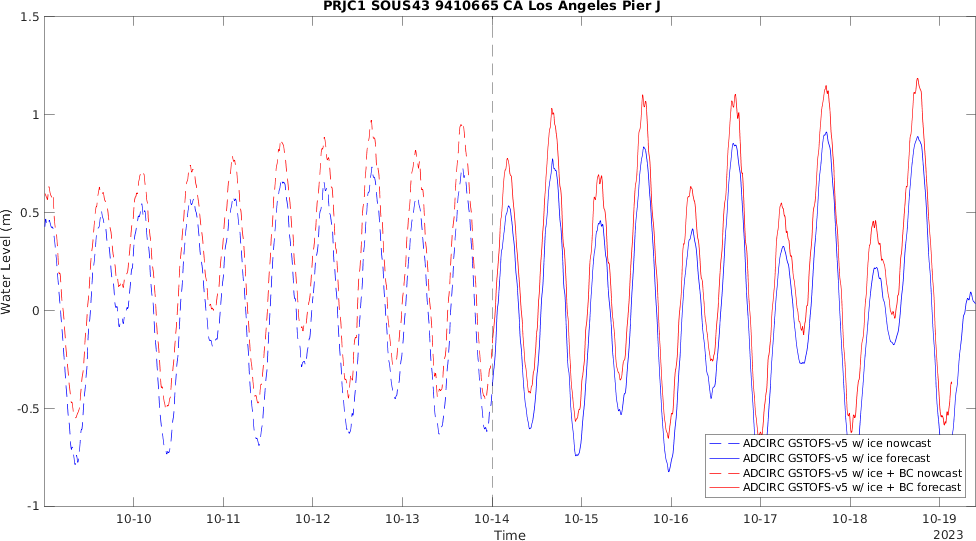 PRJC1 SOUS43 9410665 CA Los Angeles Pier J
1.5
1
0.5
0
-0.5
-1
Water Level (m)
10-10 10-11 10-12 10-13 10-14 10-15 10-16 10-17 10-18 10-19
2023
Time
ADCIRC GSTOFS-v5 w/ ice nowcast
ADCIRC GSTOFS-v5 w/ ice forecast
ADCIRC GSTOFS-v5 w/ ice + BC nowcast
ADCIRC GSTOFS-v5 w/ ice + BC forecast